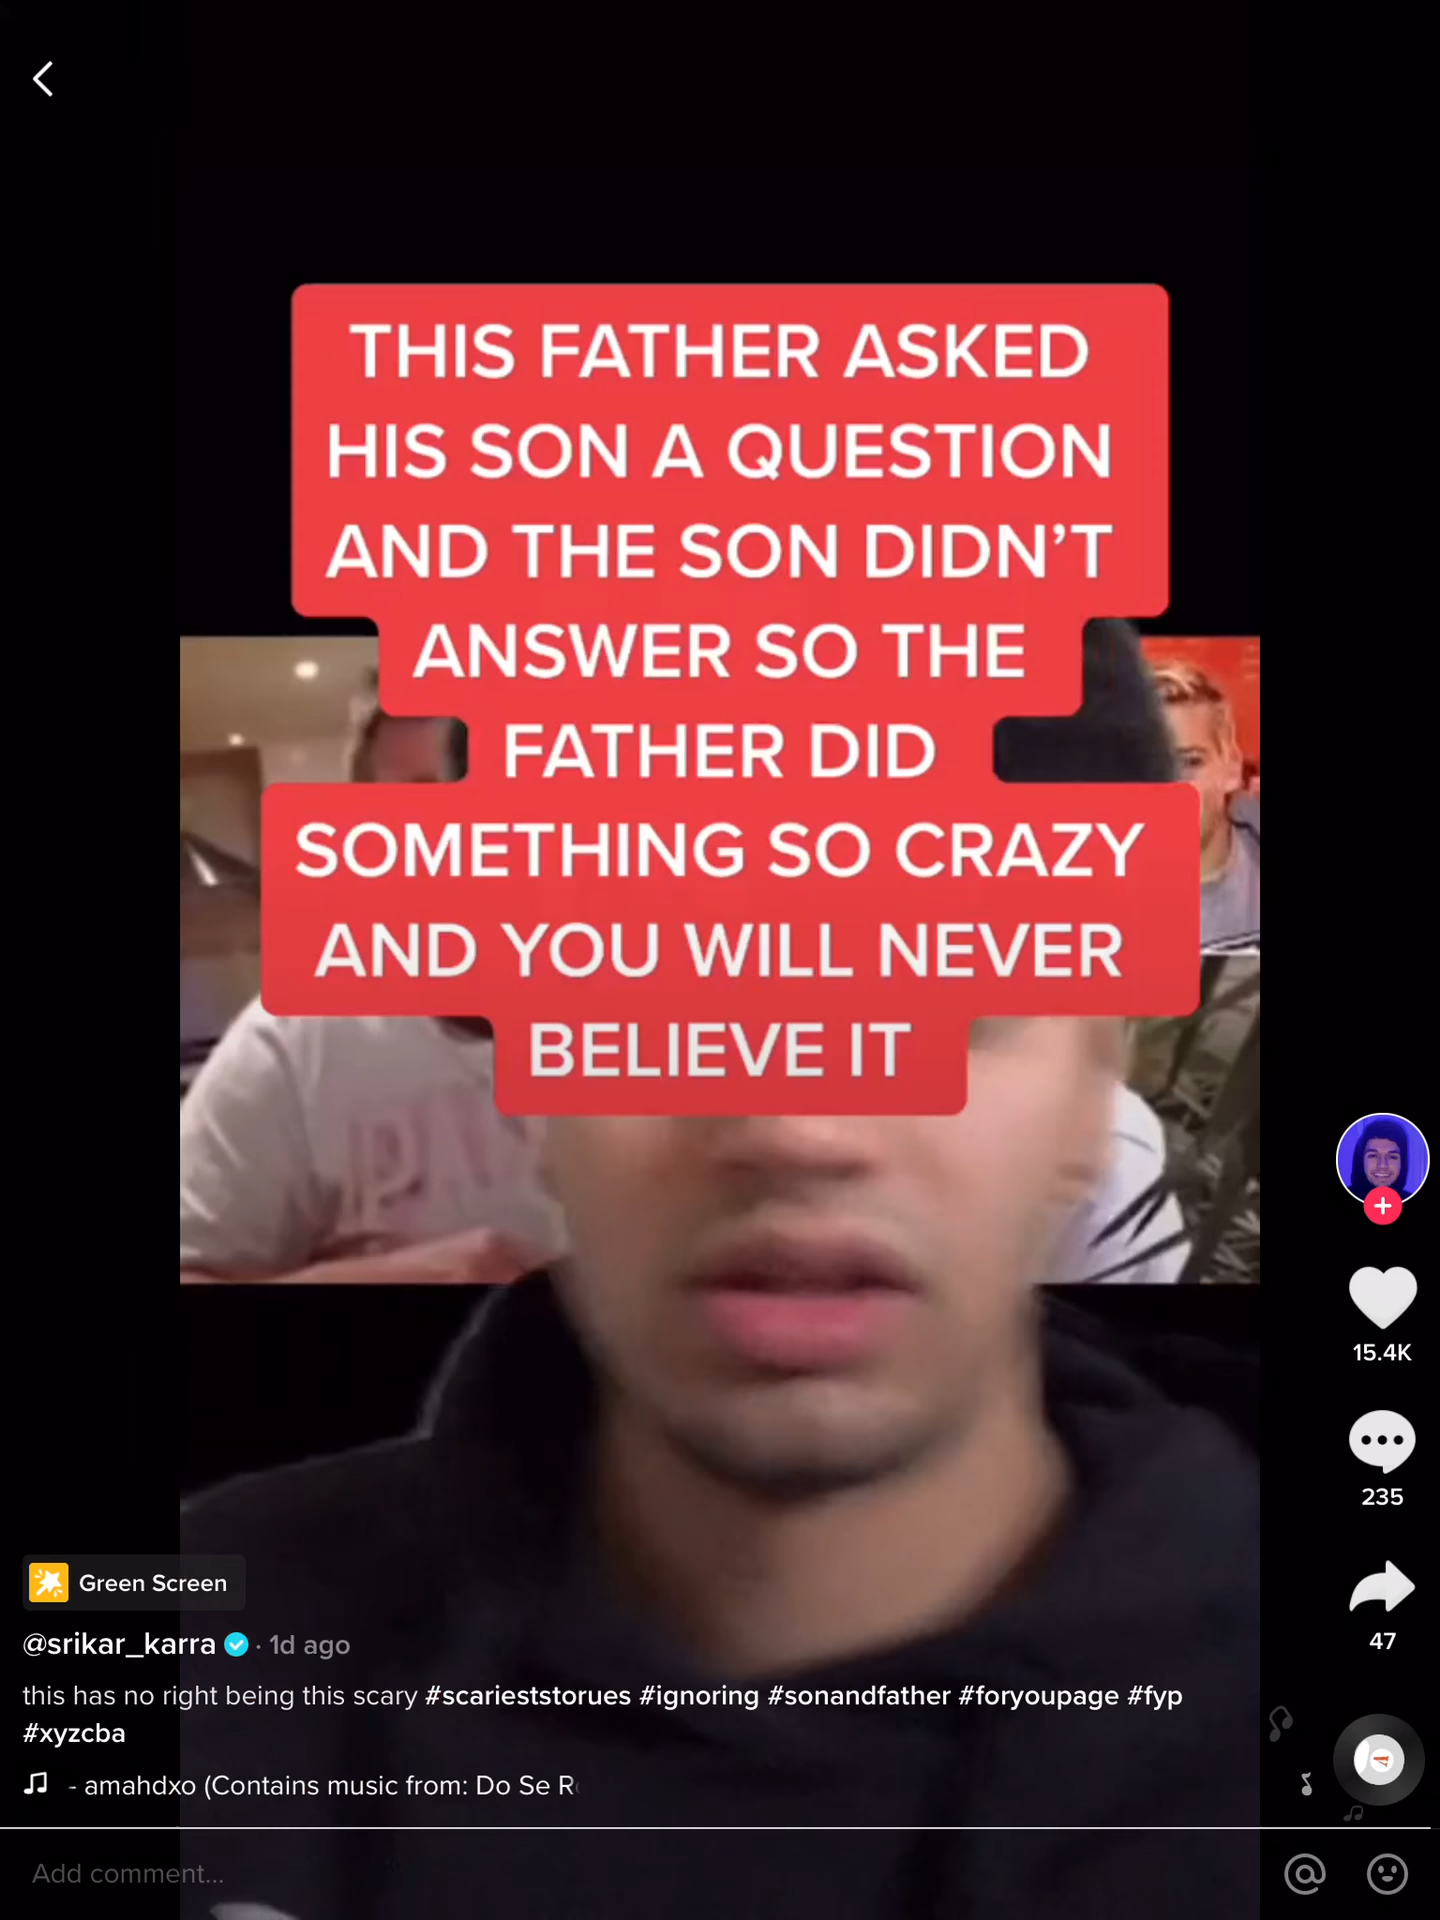 THIS FATHER ASKED
HIS SON A QUESTION
AND THE SON DIDN’T
ANSWER SO THE
FATHER DID
SOMETHING SO CRAZY
AND YOU WILL NEVER
BELIEVE IT
15.4K
235
47
Green Screen
@srikar_karra · 1d ago
this has no right being this scary #scarieststorues #ignoring #sonandfather #foryoupage #fyp
#xyzcba
- amahdxo (Contains music from: Do Se
Add comment...